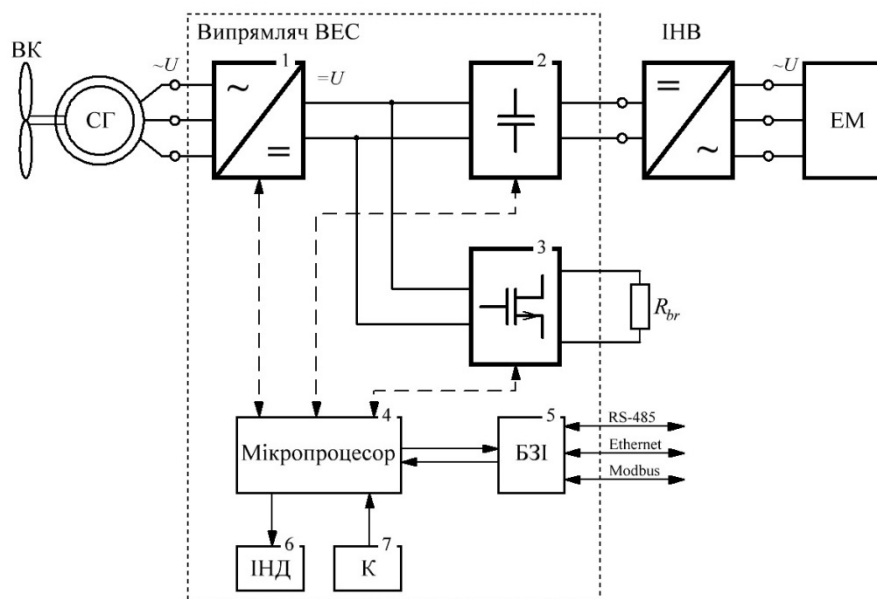 ВК
~U
СГ
Випрямляч ВЕС
1
~
=
=U
2
ІНВ
=
~
~U
ЕМ
3
R_br
4
Мікропроцесор
5
БЗІ
RS-485
Ethernet
Modbus
6
ІНД
7
К